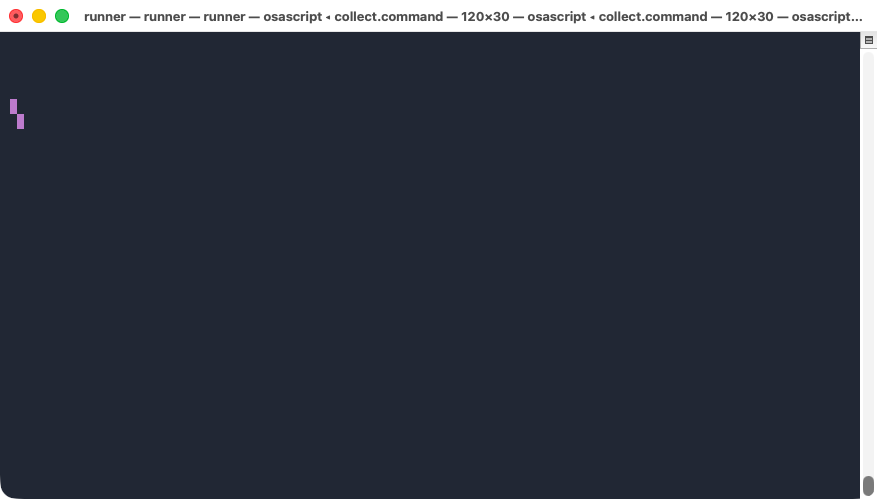 runner — runner — runner — osascript ◂ collect.command — 120×30 — osascript ◂ collect.command — 120×30 — osascript...